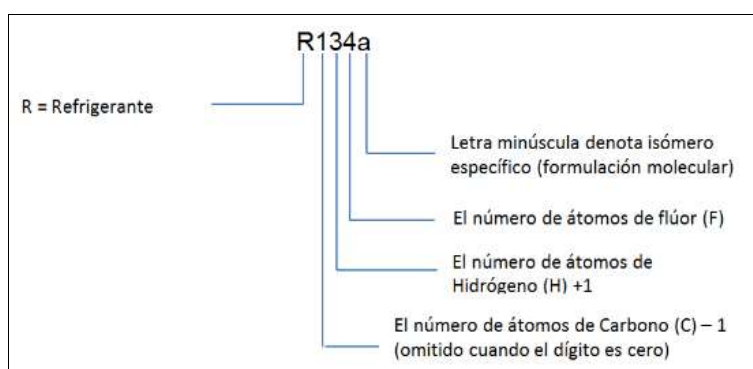 R134a
R = Refrigerante
Letra minúscula denota isómero
específico (formulación molecular)
El número de átomos de flúor (F)
El número de átomos de
Hidrógeno (H) +1
El número de átomos de Carbono (C) – 1
(omitido cuando el dígito es cero)